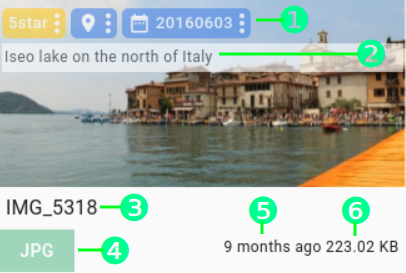 5star 20160603 1
Iseo lake on the north of Italy 2
IMG_5318 3
5 6
JPG 4 9 months ago 223.02 KB